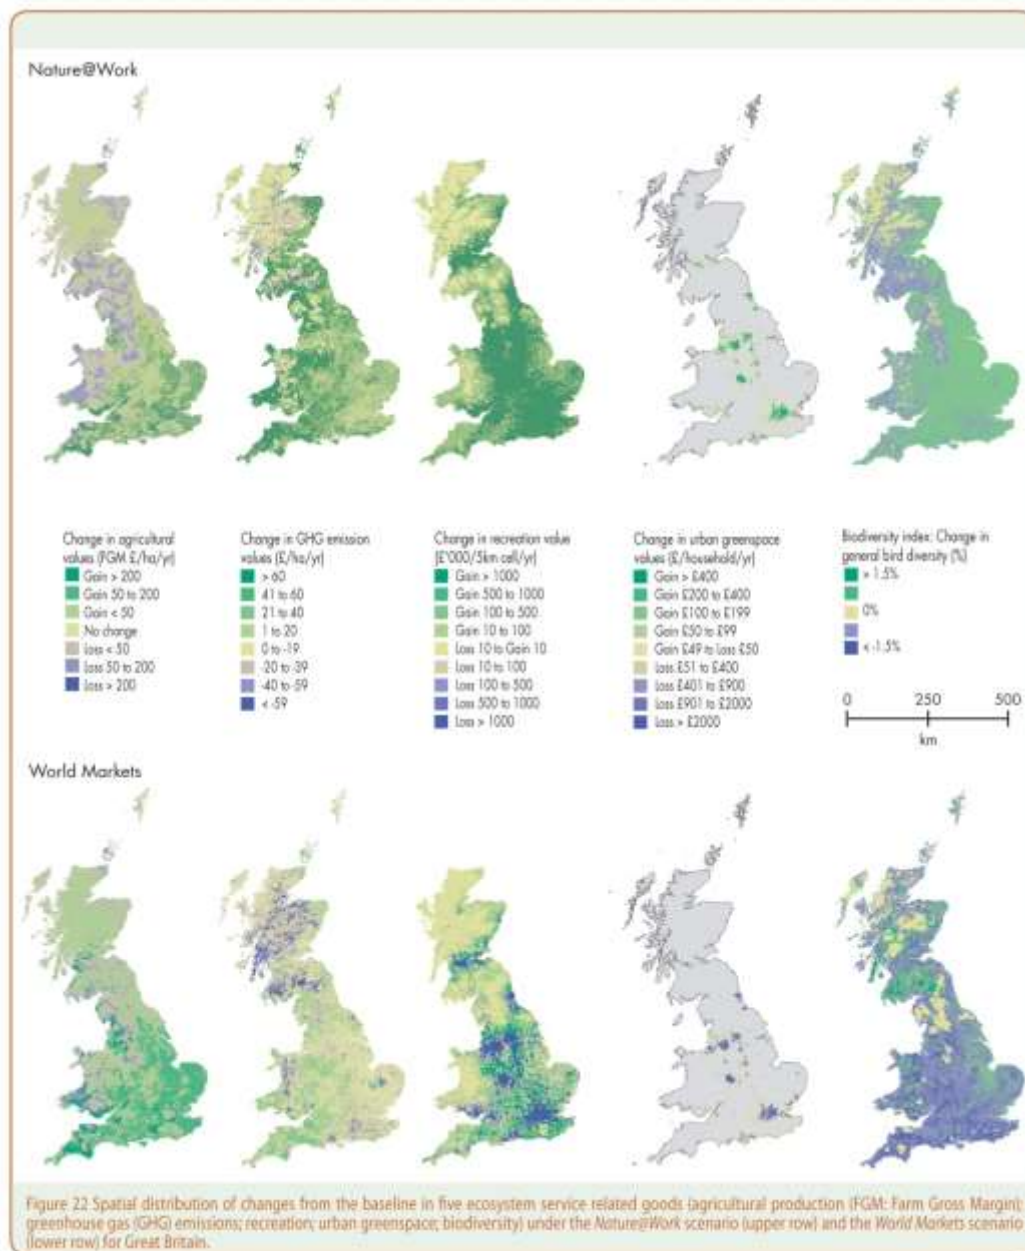 Nature@Work
Change in agricultural
values (FGM £/ha/yr)
Gain > 200
Gain 50 to 200
Gain < 50
No change
Loss < 50
Loss 50 to 200
Loss > 200
Change in GHG emission
values (£/ha/yr)
> 60
41 to 60
21 to 40
1 to 20
0 to -19
-20 to -39
-40 to -59
< -59
Change in recreation value
(£'000/5km cell/yr)
Gain > 1000
Gain 500 to 1000
Gain 100 to 500
Gain 10 to 100
Loss 10 to Gain 10
Loss 10 to 100
Loss 100 to 500
Loss 500 to 1000
Loss > 1000
Change in urban greenspace
values (£/household/yr)
Gain > £400
Gain £200 to £400
Gain £100 to £199
Gain £50 to £99
Gain £49 to Loss £50
Loss £51 to £400
Loss £401 to £900
Loss £901 to £2000
Loss > £2000
Biodiversity index: Change in
general bird diversity (%)
> 1.5%
0%
< -1.5%
0 250 500
km
World Markets
Figure 22 Spatial distribution of changes from the baseline in five ecosystem service related goods (agricultural production (FGM: Farm Gross Margin);
greenhouse gas (GHG) emissions; recreation; urban greenspace; biodiversity) under the Nature@Work scenario (upper row) and the World Markets scenario
(lower row) for Great Britain.